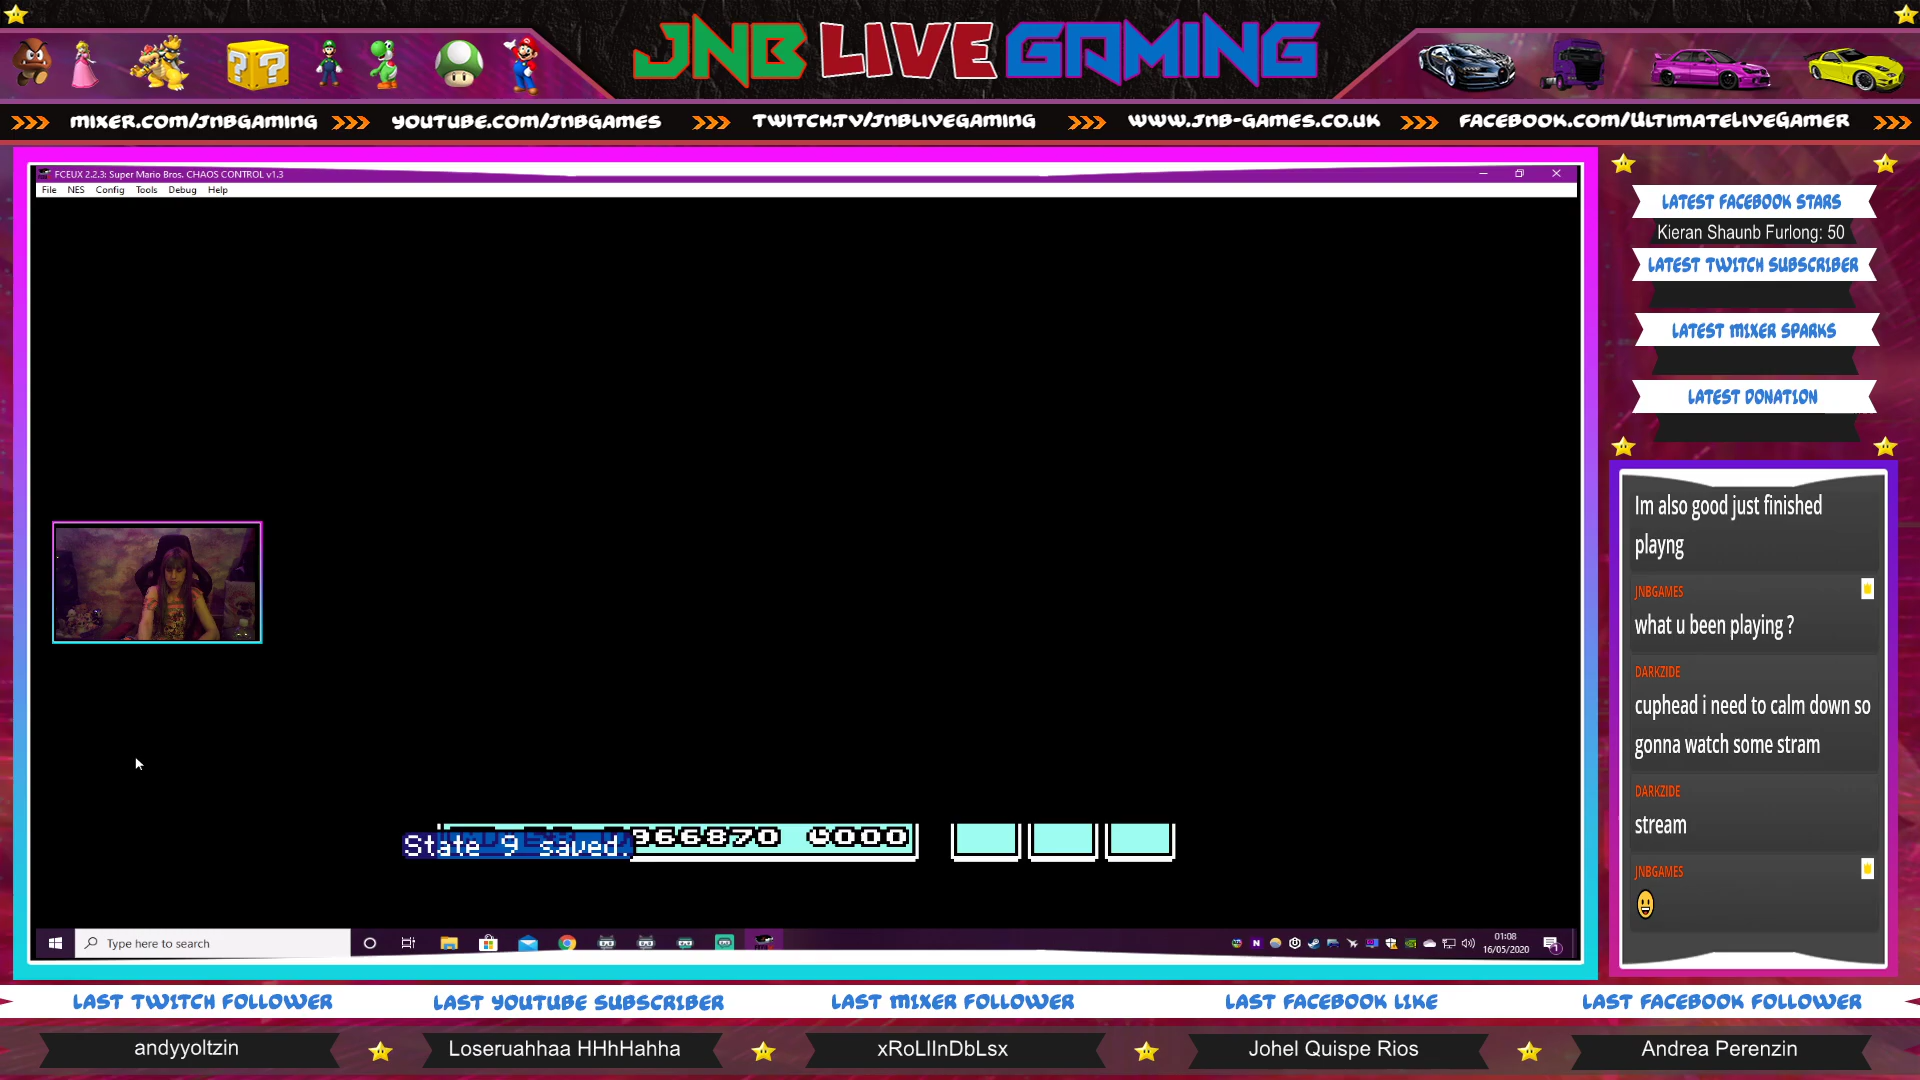 JNB LIVE GAMING
MIXER.COM/JNBGAMING
YOUTUBE.COM/JNBGAMES
TWITCH.TV/JNBLIVEGAMING
WWW.JNB-GAMES.CO.UK
FACEBOOK.COM/ULTIMATELIVEGAMER
FCEUX 2.2.3: Super Mario Bros. CHAOS CONTROL v1.3
File NES Config Tools Debug Help
LATEST FACEBOOK STARS
Kieran Shaunb Furlong: 50
LATEST TWITCH SUBSCRIBER
LATEST MIXER SPARKS
LATEST DONATION
Im also good just finished
playng
JNBGAMES
what u been playing ?
DARKZIDE
cuphead i need to calm down so
gonna watch some stram
DARKZIDE
stream
JNBGAMES
State 9 saved.
966870 000
Type here to search
01:08
16/05/2020
LAST TWITCH FOLLOWER
LAST YOUTUBE SUBSCRIBER
LAST MIXER FOLLOWER
LAST FACEBOOK LIKE
LAST FACEBOOK FOLLOWER
andyyoltzin
Loseruahhaa HHhHahha
xRoLlInDbLsx
Johel Quispe Rios
Andrea Perenzin